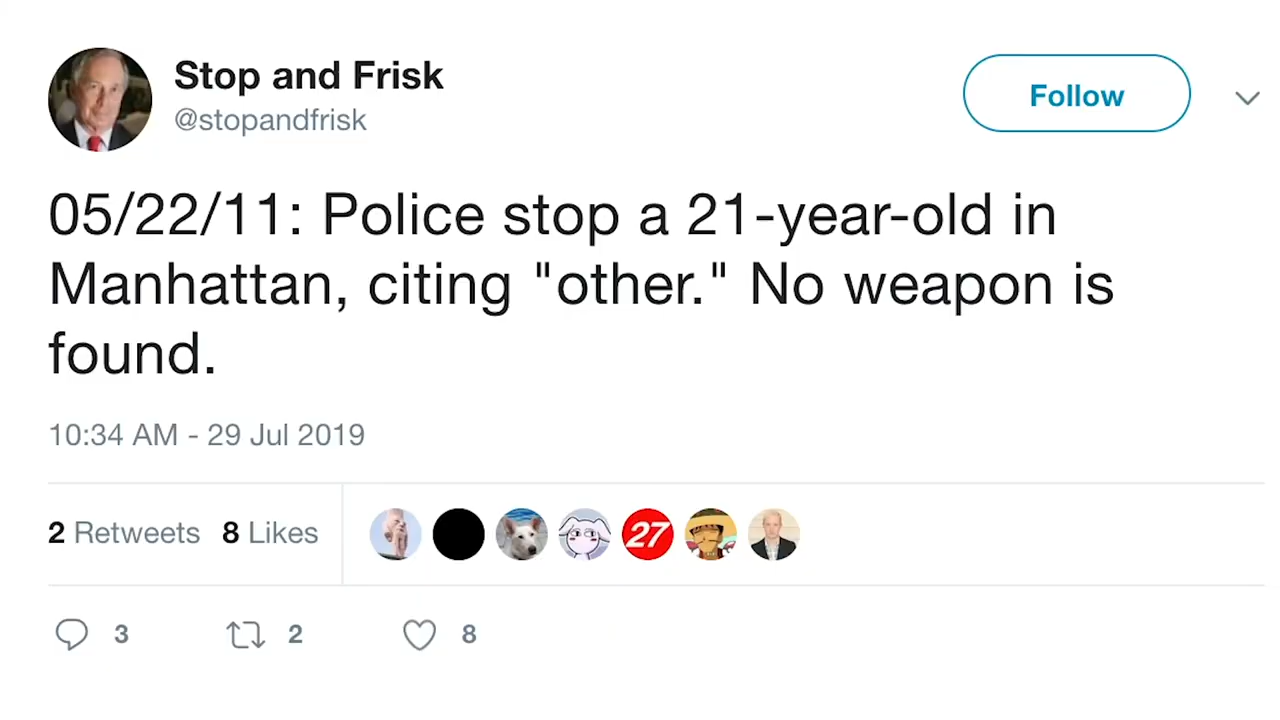 Stop and Frisk
@stopandfrisk
Follow
05/22/11: Police stop a 21-year-old in
Manhattan, citing "other." No weapon is
found.
10:34 AM - 29 Jul 2019
2 Retweets 8 Likes
27
3 2 8